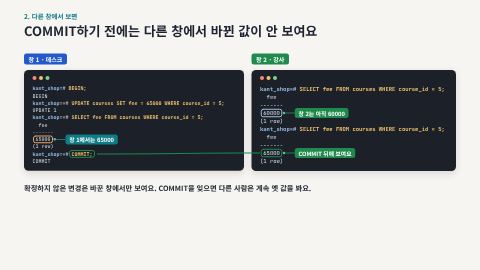 2. 다른 창에서 보면
COMMIT하기 전에는 다른 창에서 바뀐 값이 안 보여요
창 1 · 데스크
kant_shop=# BEGIN;
BEGIN
kant_shop=*# UPDATE courses SET fee = 65000 WHERE course_id = 5;
UPDATE 1
kant_shop=*# SELECT fee FROM courses WHERE course_id = 5;
fee
-------
65000
창 1에서는 65000
(1 row)
kant_shop=*# COMMIT;
COMMIT
창 2 · 강사
kant_shop=# SELECT fee FROM courses WHERE course_id = 5;
fee
-------
60000
창 2는 아직 60000
(1 row)
kant_shop=# SELECT fee FROM courses WHERE course_id = 5;
fee
-------
65000
COMMIT 뒤에 보여요
(1 row)
확정하지 않은 변경은 바꾼 창에서만 보여요. COMMIT을 잊으면 다른 사람은 계속 옛 값을 봐요.